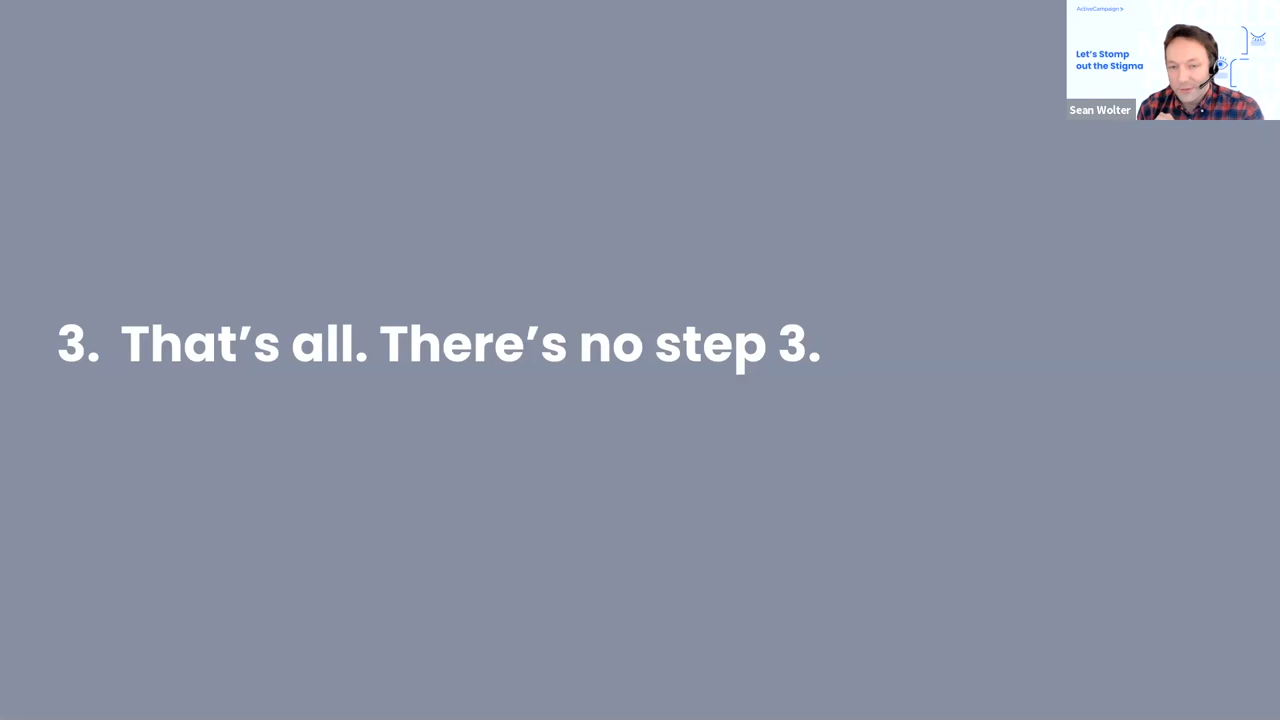 ActiveCampaign >
Let's Stomp
out the Stigma
Sean Wolter
3. That’s all. There’s no step 3.